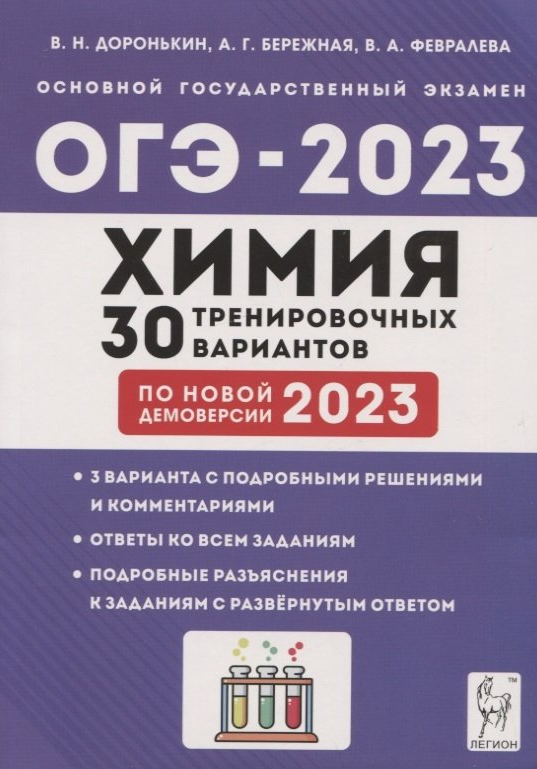 В. Н. ДОРОНЬКИН, А. Г. БЕРЕЖНАЯ, В. А. ФЕВРАЛЕВА
ОСНОВНОЙ ГОСУДАРСТВЕННЫЙ ЭКЗАМЕН
ОГЭ - 2023
ХИМИЯ
30 ТРЕНИРОВОЧНЫХ
ВАРИАНТОВ
ПО НОВОЙ
ДЕМОВЕРСИИ 2023
• 3 ВАРИАНТА С ПОДРОБНЫМИ РЕШЕНИЯМИ
И КОММЕНТАРИЯМИ
• ОТВЕТЫ КО ВСЕМ ЗАДАНИЯМ
• ПОДРОБНЫЕ РАЗЪЯСНЕНИЯ
К ЗАДАНИЯМ С РАЗВЁРНУТЫМ ОТВЕТОМ
TM
ЛЕГИОН